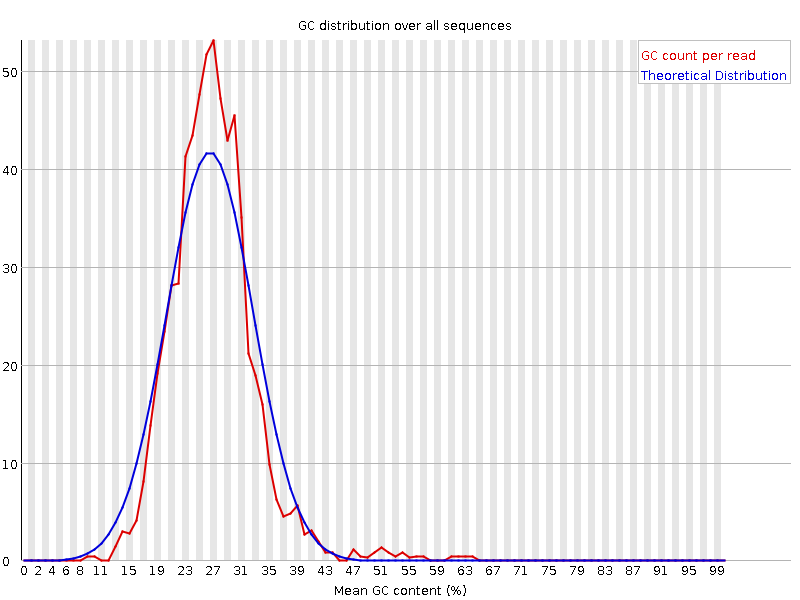 GC distribution over all sequences
GC count per read
Theoretical Distribution
50
40
30
20
10
0
0 2 4 6 8 11 15 19 23 27 31 35 39 43 47 51 55 59 63 67 71 75 79 83 87 91 95 99
Mean GC content (%)